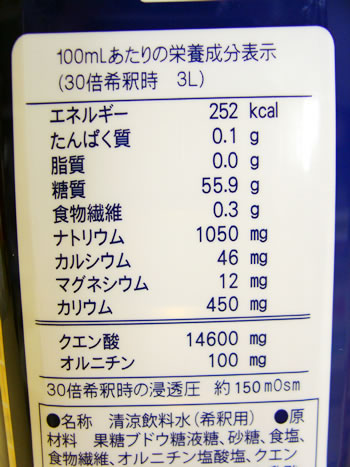 100mLあたりの栄養成分表示
(30倍希釈時 3L)
エネルギー 252 kcal
たんぱく質 0.1 g
脂質 0.0 g
糖質 55.9 g
食物繊維 0.3 g
ナトリウム 1050 mg
カルシウム 46 mg
マグネシウム 12 mg
カリウム 450 mg
クエン酸 14600 mg
オルニチン 100 mg
30倍希釈時の浸透圧 約150mOsm
●名称 清涼飲料水(希釈用) ●原
材料 果糖ブドウ糖液糖、砂糖、食塩、
食物繊維、オルニチン塩酸塩、クエン